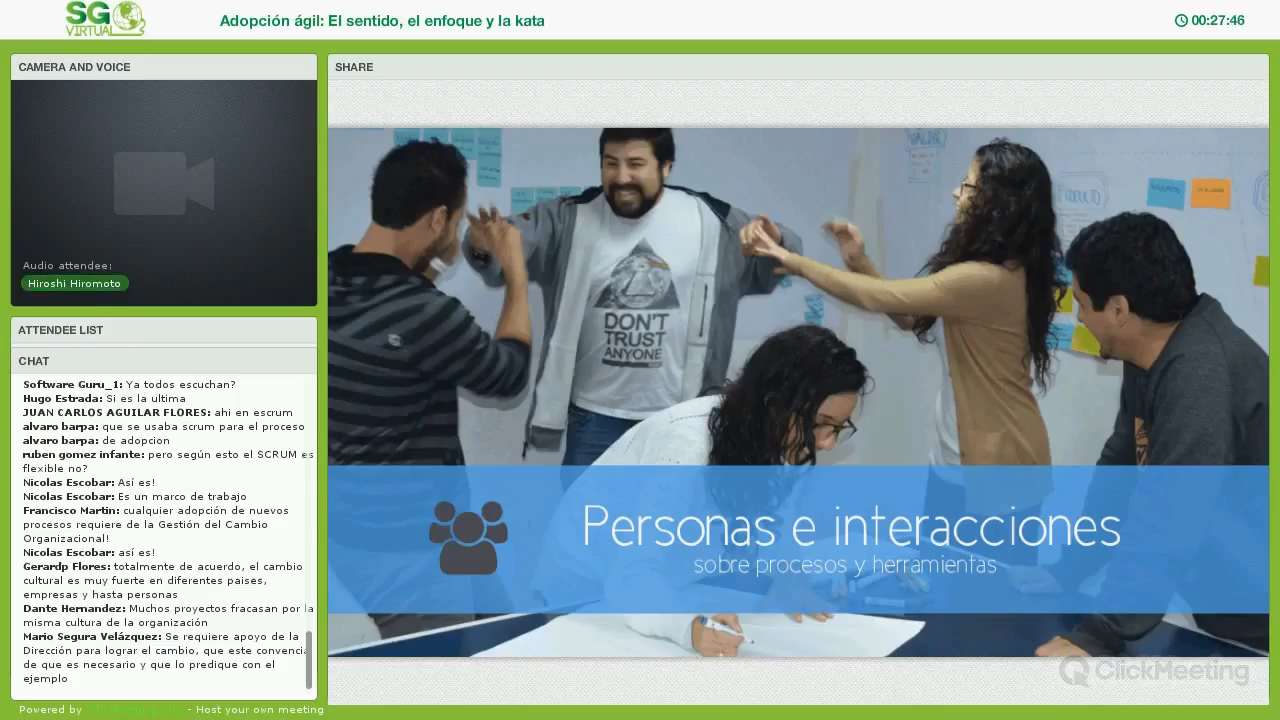 SG
VIRTUAL
Adopción ágil: El sentido, el enfoque y la kata
00:27:46
CAMERA AND VOICE
Audio attendee:
Hiroshi Hiromoto
ATTENDEE LIST
CHAT
Software Guru_1: Ya todos escuchan?
Hugo Estrada: Si es la ultima
JUAN CARLOS AGUILAR FLORES: ahi en escrum
alvaro barpa: que se usaba scrum para el proceso
alvaro barpa: de adopcion
ruben gomez infante: pero según esto el SCRUM es
flexible no?
Nicolas Escobar: Así es!
Nicolas Escobar: Es un marco de trabajo
Francisco Martin: cualquier adopción de nuevos
procesos requiere de la Gestión del Cambio
Organizacional!
Nicolas Escobar: así es!
Gerardp Flores: totalmente de acuerdo, el cambio
cultural es muy fuerte en diferentes paises,
empresas y hasta personas
Dante Hernandez: Muchos proyectos fracasan por la
misma cultura de la organización
Mario Segura Velázquez: Se requiere apoyo de la
Dirección para lograr el cambio, que este convencia
de que es necesario y que lo predique con el
ejemplo
Powered by
- Host your own meeting
SHARE
DON'T
TRUST
ANYONE
PRODUCTO
Personas e interacciones
sobre procesos y herramientas
ClickMeeting